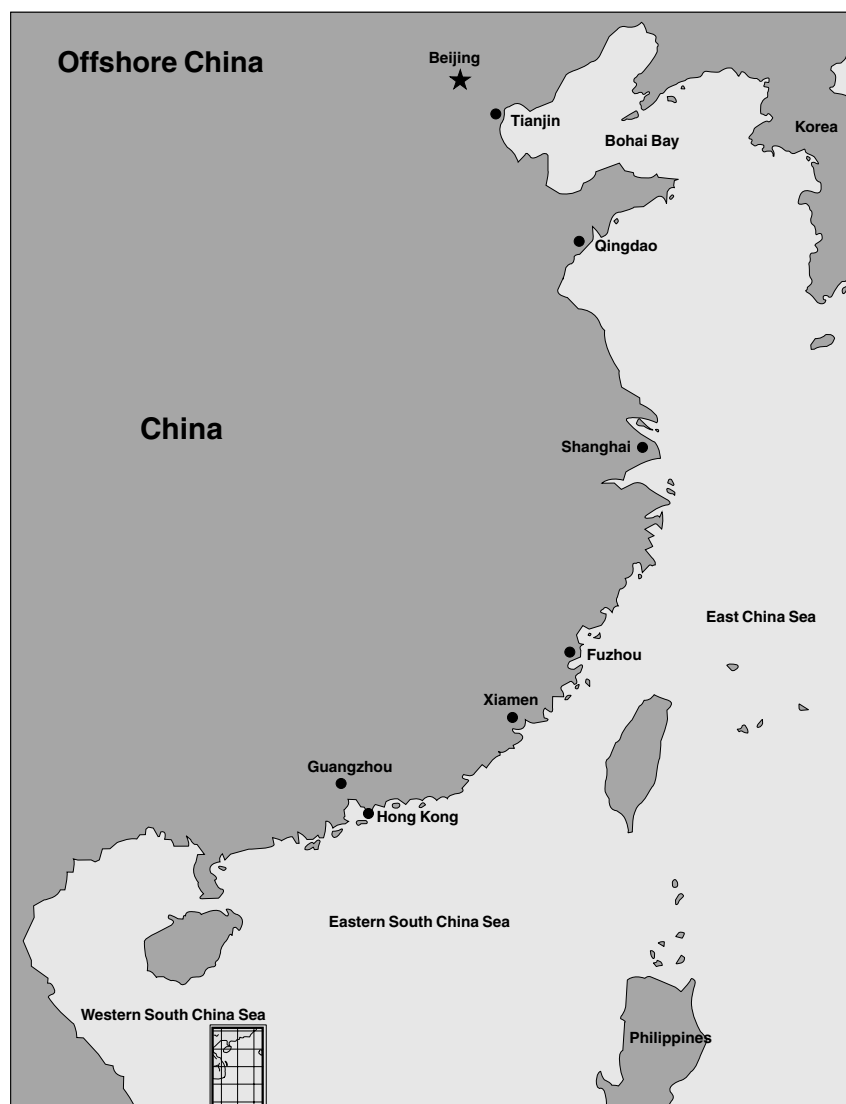 Offshore China
Beijing
Tianjin
Korea
Bohai Bay
Qingdao
China
Shanghai
East China Sea
Fuzhou
Xiamen
Guangzhou
Hong Kong
Eastern South China Sea
Western South China Sea
Philippines